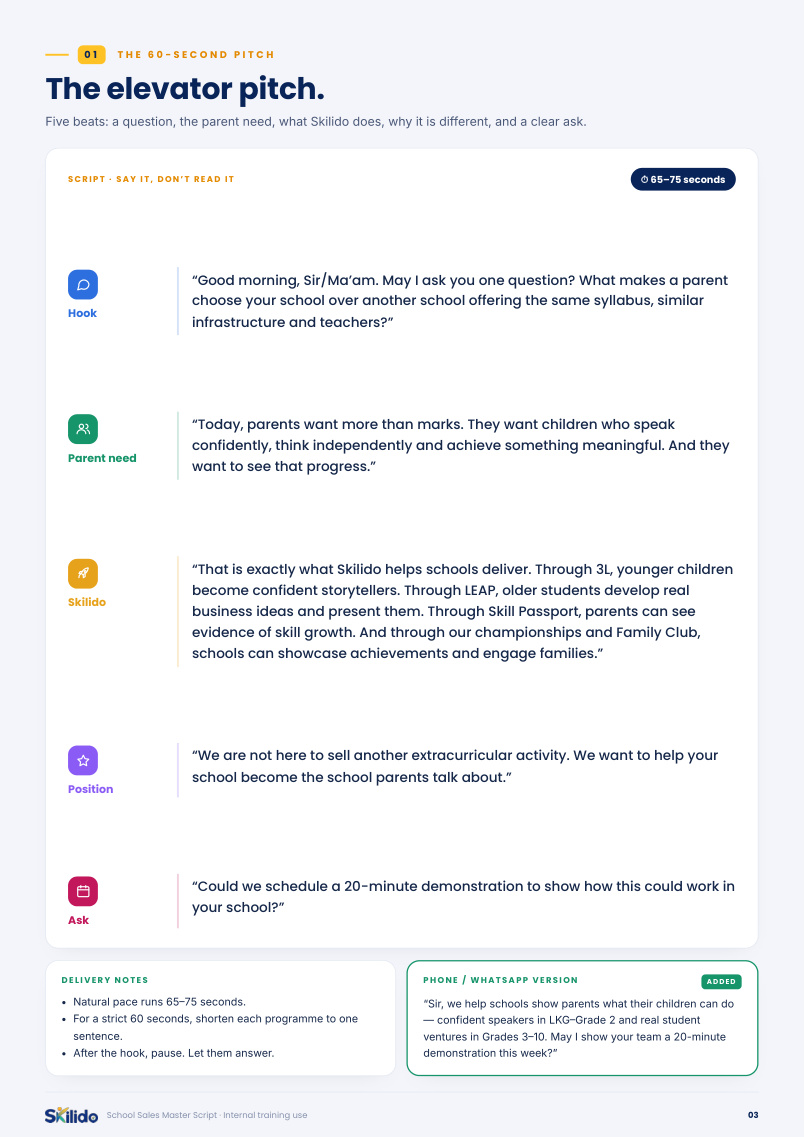 01 THE 60-SECOND PITCH
The elevator pitch.
Five beats: a question, the parent need, what Skilido does, why it is different, and a clear ask.
SCRIPT · SAY IT, DON'T READ IT
⏱ 65–75 seconds
Hook
“Good morning, Sir/Ma’am. May I ask you one question? What makes a parent
choose your school over another school offering the same syllabus, similar
infrastructure and teachers?”
Parent need
“Today, parents want more than marks. They want children who speak
confidently, think independently and achieve something meaningful. And they
want to see that progress.”
Skilido
“That is exactly what Skilido helps schools deliver. Through 3L, younger children
become confident storytellers. Through LEAP, older students develop real
business ideas and present them. Through Skill Passport, parents can see
evidence of skill growth. And through our championships and Family Club,
schools can showcase achievements and engage families.”
Position
“We are not here to sell another extracurricular activity. We want to help your
school become the school parents talk about.”
Ask
“Could we schedule a 20-minute demonstration to show how this could work in
your school?”
DELIVERY NOTES
• Natural pace runs 65–75 seconds.
• For a strict 60 seconds, shorten each programme to one
sentence.
• After the hook, pause. Let them answer.
PHONE / WHATSAPP VERSION
ADDED
“Sir, we help schools show parents what their children can do
— confident speakers in LKG–Grade 2 and real student
ventures in Grades 3–10. May I show your team a 20-minute
demonstration this week?”
Skilido School Sales Master Script · Internal training use
03